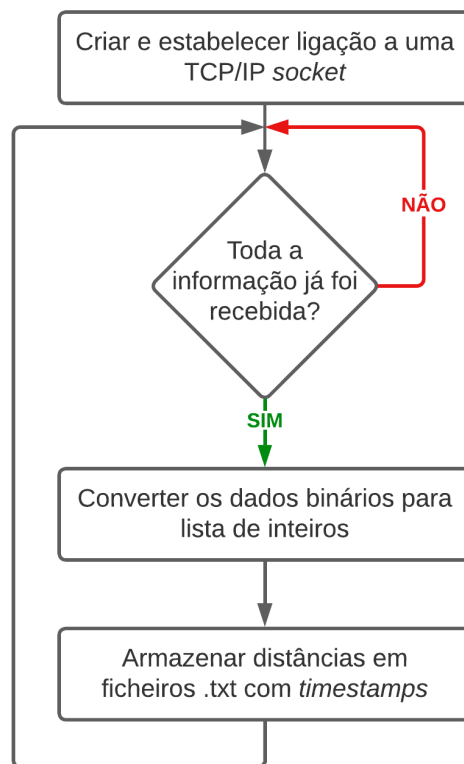 Criar e estabelecer ligação a uma
TCP/IP socket
NÃO
Toda a
informação já foi
recebida?
SIM
Converter os dados binários para
lista de inteiros
Armazenar distâncias em
ficheiros .txt com timestamps